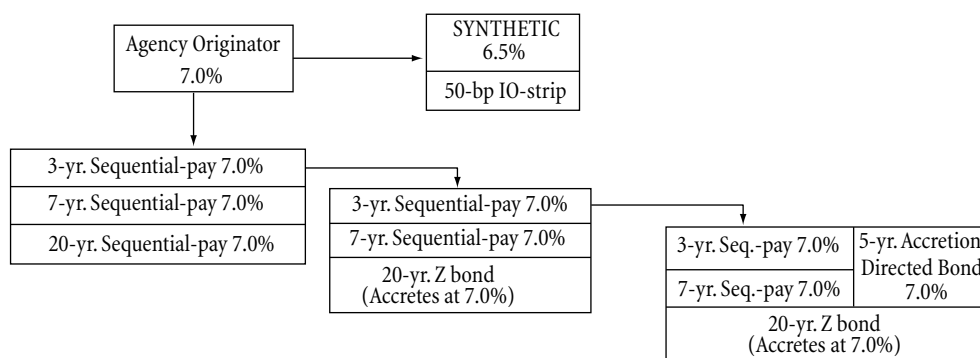 Agency Originator
7.0%
SYNTHETIC
6.5%
50-bp IO-strip
3-yr. Sequential-pay 7.0%
7-yr. Sequential-pay 7.0%
20-yr. Sequential-pay 7.0%
3-yr. Sequential-pay 7.0%
7-yr. Sequential-pay 7.0%
20-yr. Z bond
(Accretes at 7.0%)
3-yr. Seq.-pay 7.0%
7-yr. Seq.-pay 7.0%
5-yr. Accretion
Directed Bond
7.0%
20-yr. Z bond
(Accretes at 7.0%)